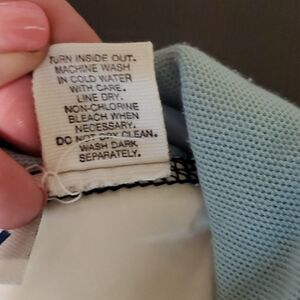 TURN INSIDE OUT.
MACHINE WASH
IN COLD WATER
WITH CARE.
LINE DRY.
NON-CHLORINE
BLEACH WHEN
NECESSARY.
DO NOT DRY CLEAN.
WASH DARK
SEPARATELY.